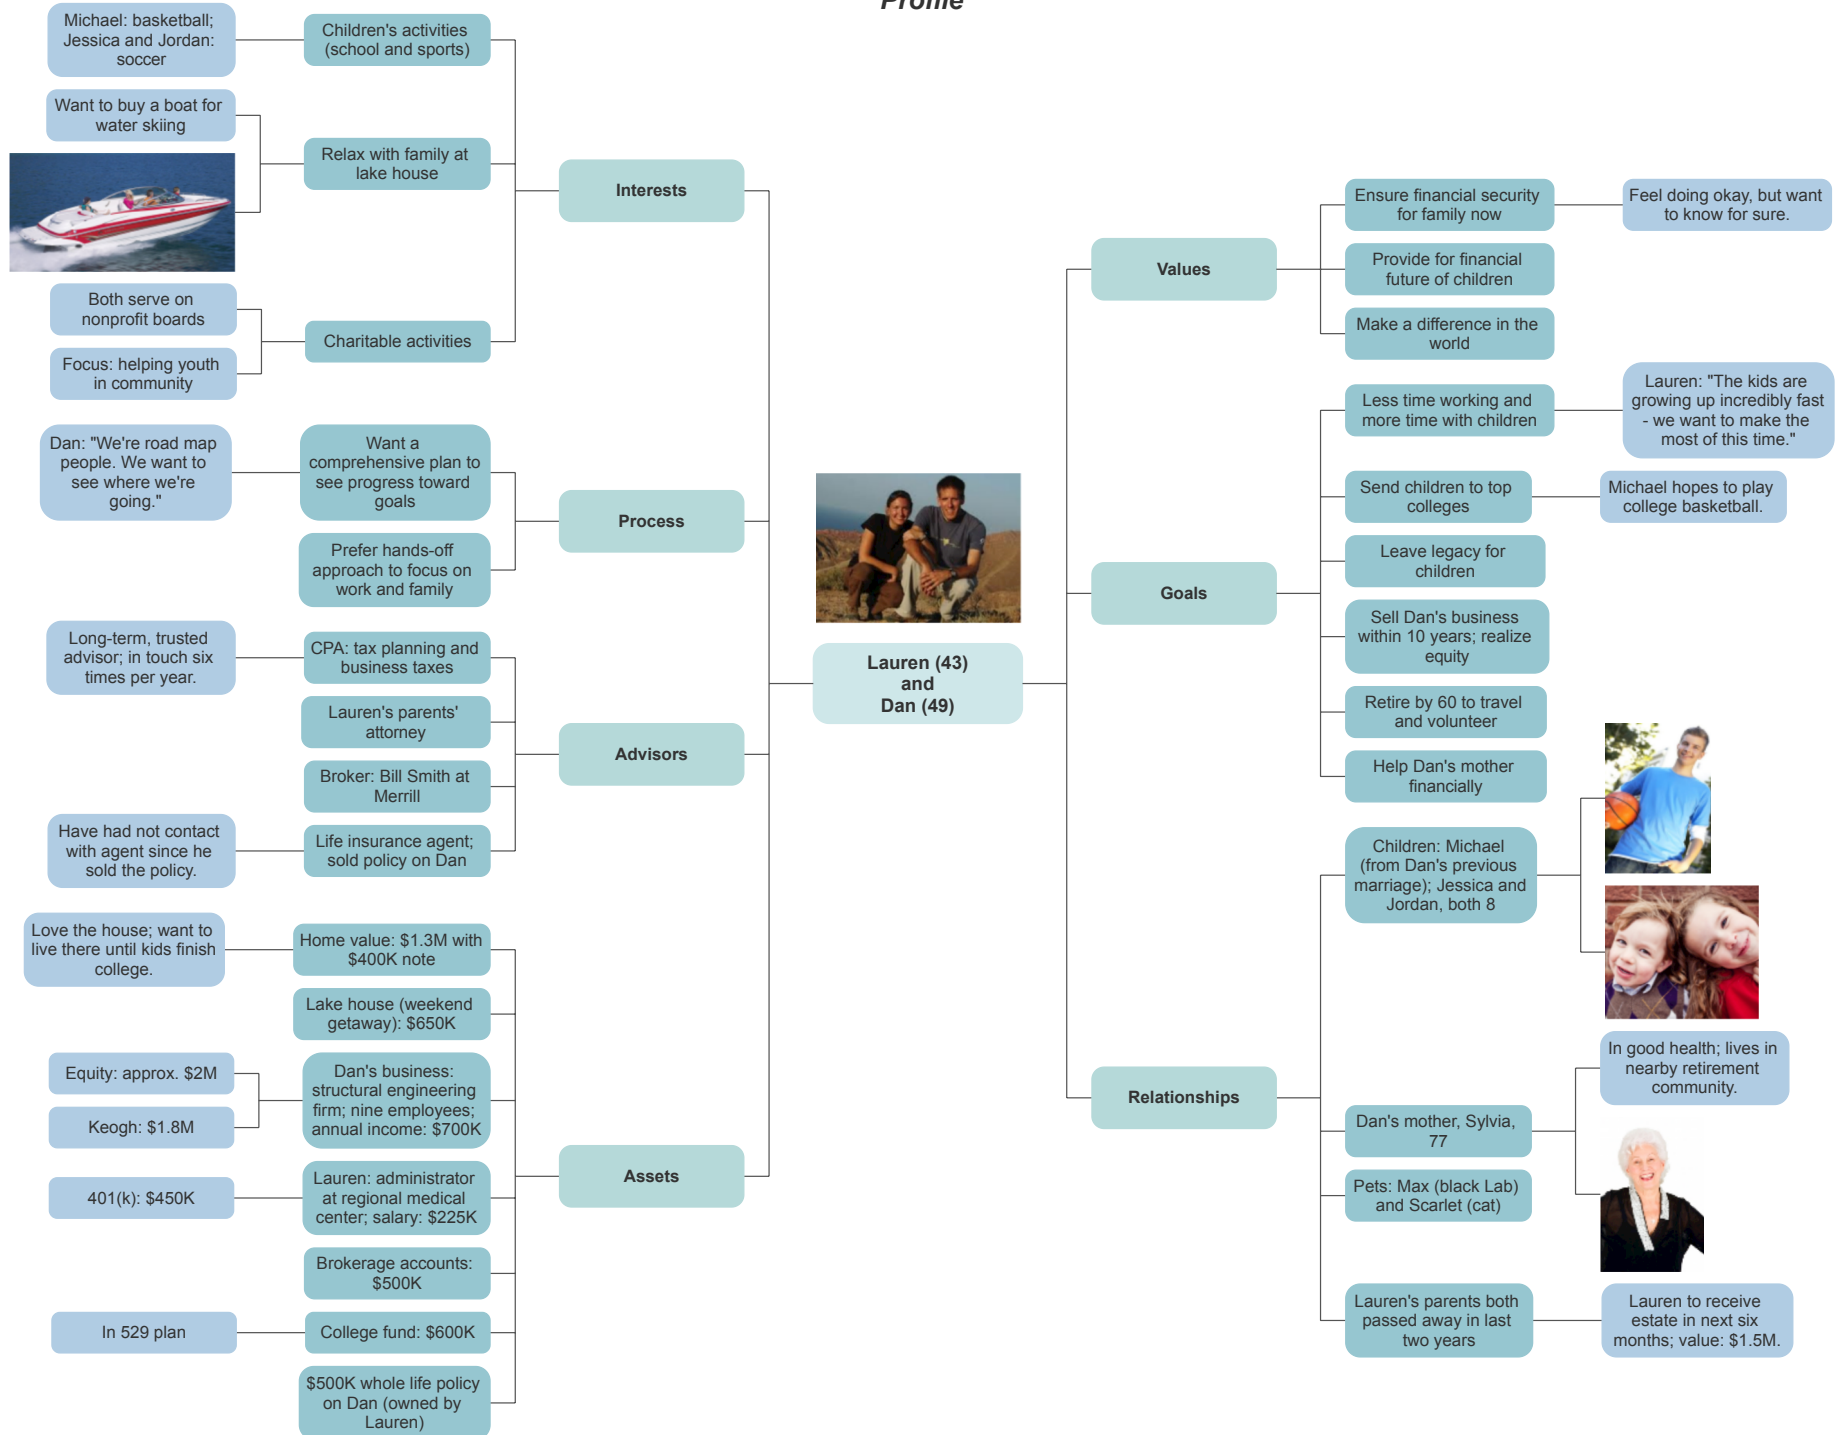 Profile
Michael: basketball;
Jessica and Jordan:
soccer
Children's activities
(school and sports)
Want to buy a boat for
water skiing
Relax with family at
lake house
Interests
Both serve on
nonprofit boards
Focus: helping youth
in community
Charitable activities
Dan: "We're road map
people. We want to
see where we're
going."
Want a
comprehensive plan to
see progress toward
goals
Process
Prefer hands-off
approach to focus on
work and family
Long-term, trusted
advisor; in touch six
times per year.
CPA: tax planning and
business taxes
Lauren's parents'
attorney
Advisors
Broker: Bill Smith at
Merrill
Have had not contact
with agent since he
sold the policy.
Life insurance agent;
sold policy on Dan
Love the house; want to
live there until kids finish
college.
Home value: $1.3M with
$400K note
Lake house (weekend
getaway): $650K
Equity: approx. $2M
Keogh: $1.8M
Dan's business:
structural engineering
firm; nine employees;
annual income: $700K
Assets
401(k): $450K
Lauren: administrator
at regional medical
center; salary: $225K
Brokerage accounts:
$500K
In 529 plan
College fund: $600K
$500K whole life policy
on Dan (owned by
Lauren)
Lauren (43)
and
Dan (49)
Values
Ensure financial security
for family now
Feel doing okay, but want
to know for sure.
Provide for financial
future of children
Make a difference in the
world
Goals
Less time working and
more time with children
Lauren: "The kids are
growing up incredibly fast
- we want to make the
most of this time."
Send children to top
colleges
Michael hopes to play
college basketball.
Leave legacy for
children
Sell Dan's business
within 10 years; realize
equity
Retire by 60 to travel
and volunteer
Help Dan's mother
financially
Relationships
Children: Michael
(from Dan's previous
marriage); Jessica and
Jordan, both 8
Dan's mother, Sylvia,
77
In good health; lives in
nearby retirement
community.
Pets: Max (black Lab)
and Scarlet (cat)
Lauren's parents both
passed away in last
two years
Lauren to receive
estate in next six
months; value: $1.5M.